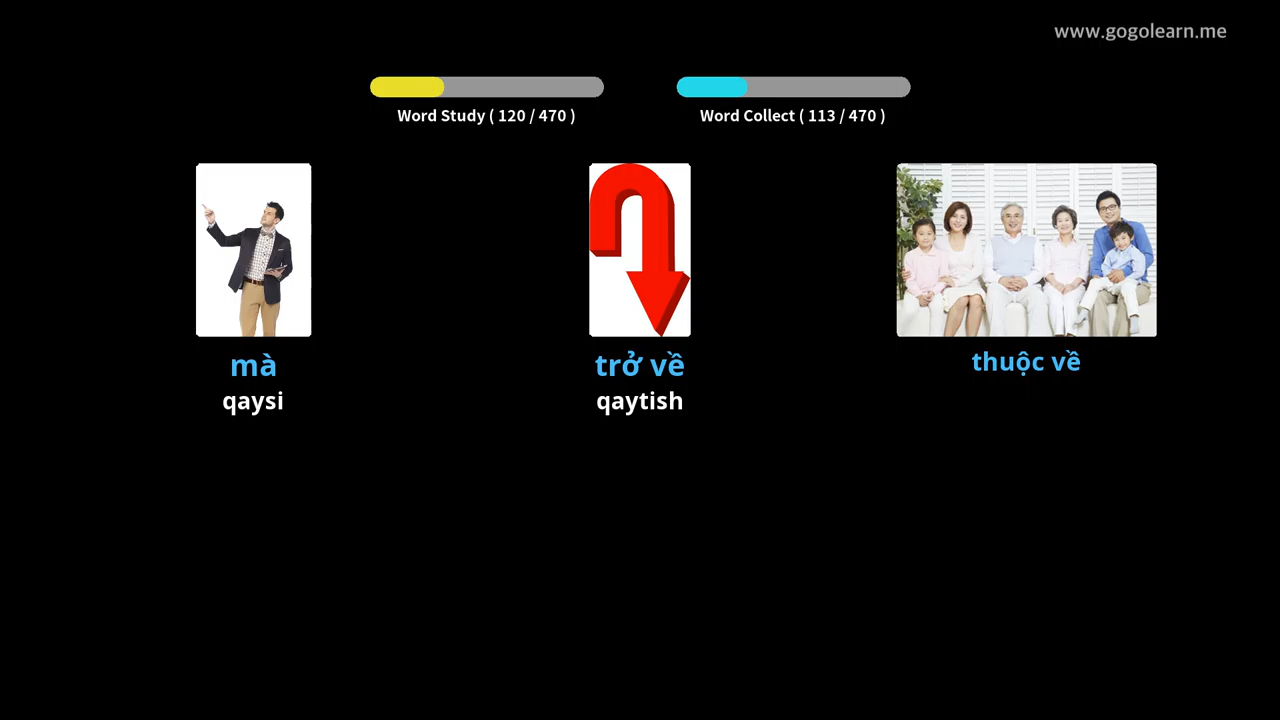 www.gogolearn.me
Word Study ( 120 / 470 )
Word Collect ( 113 / 470 )
mà
qaysi
trở về
qaytish
thuộc về